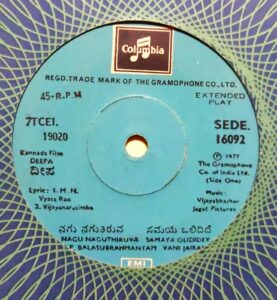 Columbia
REGD. TRADE MARK OF THE GRAMOPHONE CO., LTD.
45-R.P.M
EXTENDED PLAY
7TCEI.
19020
SEDE.
16092
Kannada Film
DEEPA
ದೀಪ
Lyric: 1. M. N.
Vyasa Rao
2. Vijayanarasimha
℗ 1977
The Gramophone
Co. of India Ltd.
(Side One)
Music:
Vijayabhaskar
Jagat Pictures
ನಗು ನಗುತಿರುವ ಸಮಯ ಒಲಿದಿದೆ
NAGU NAGUTHIRUVA SAMAYA OLIDIDE
S.P. BALASUBRAHMANYAM VANI JAIRAM
EMI